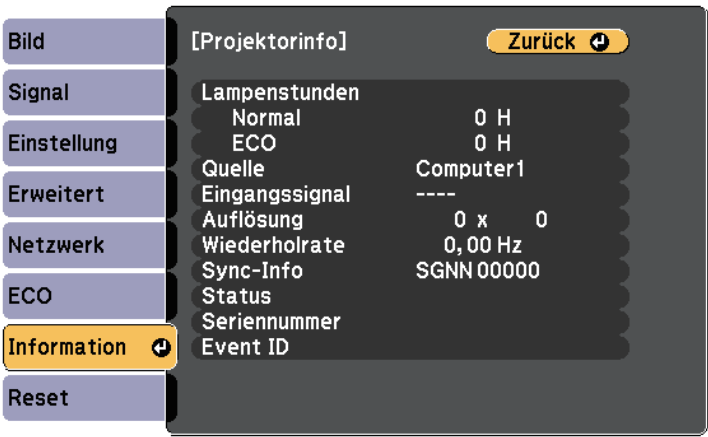 Bild
Signal
Einstellung
Erweitert
Netzwerk
ECO
Information
Reset
[Projektorinfo]
Zurück
Lampenstunden
Normal 0 H
ECO 0 H
Quelle Computer1
Eingangssignal ----
Auflösung 0 x 0
Wiederholrate 0,00 Hz
Sync-Info SGNN 00000
Status
Seriennummer
Event ID